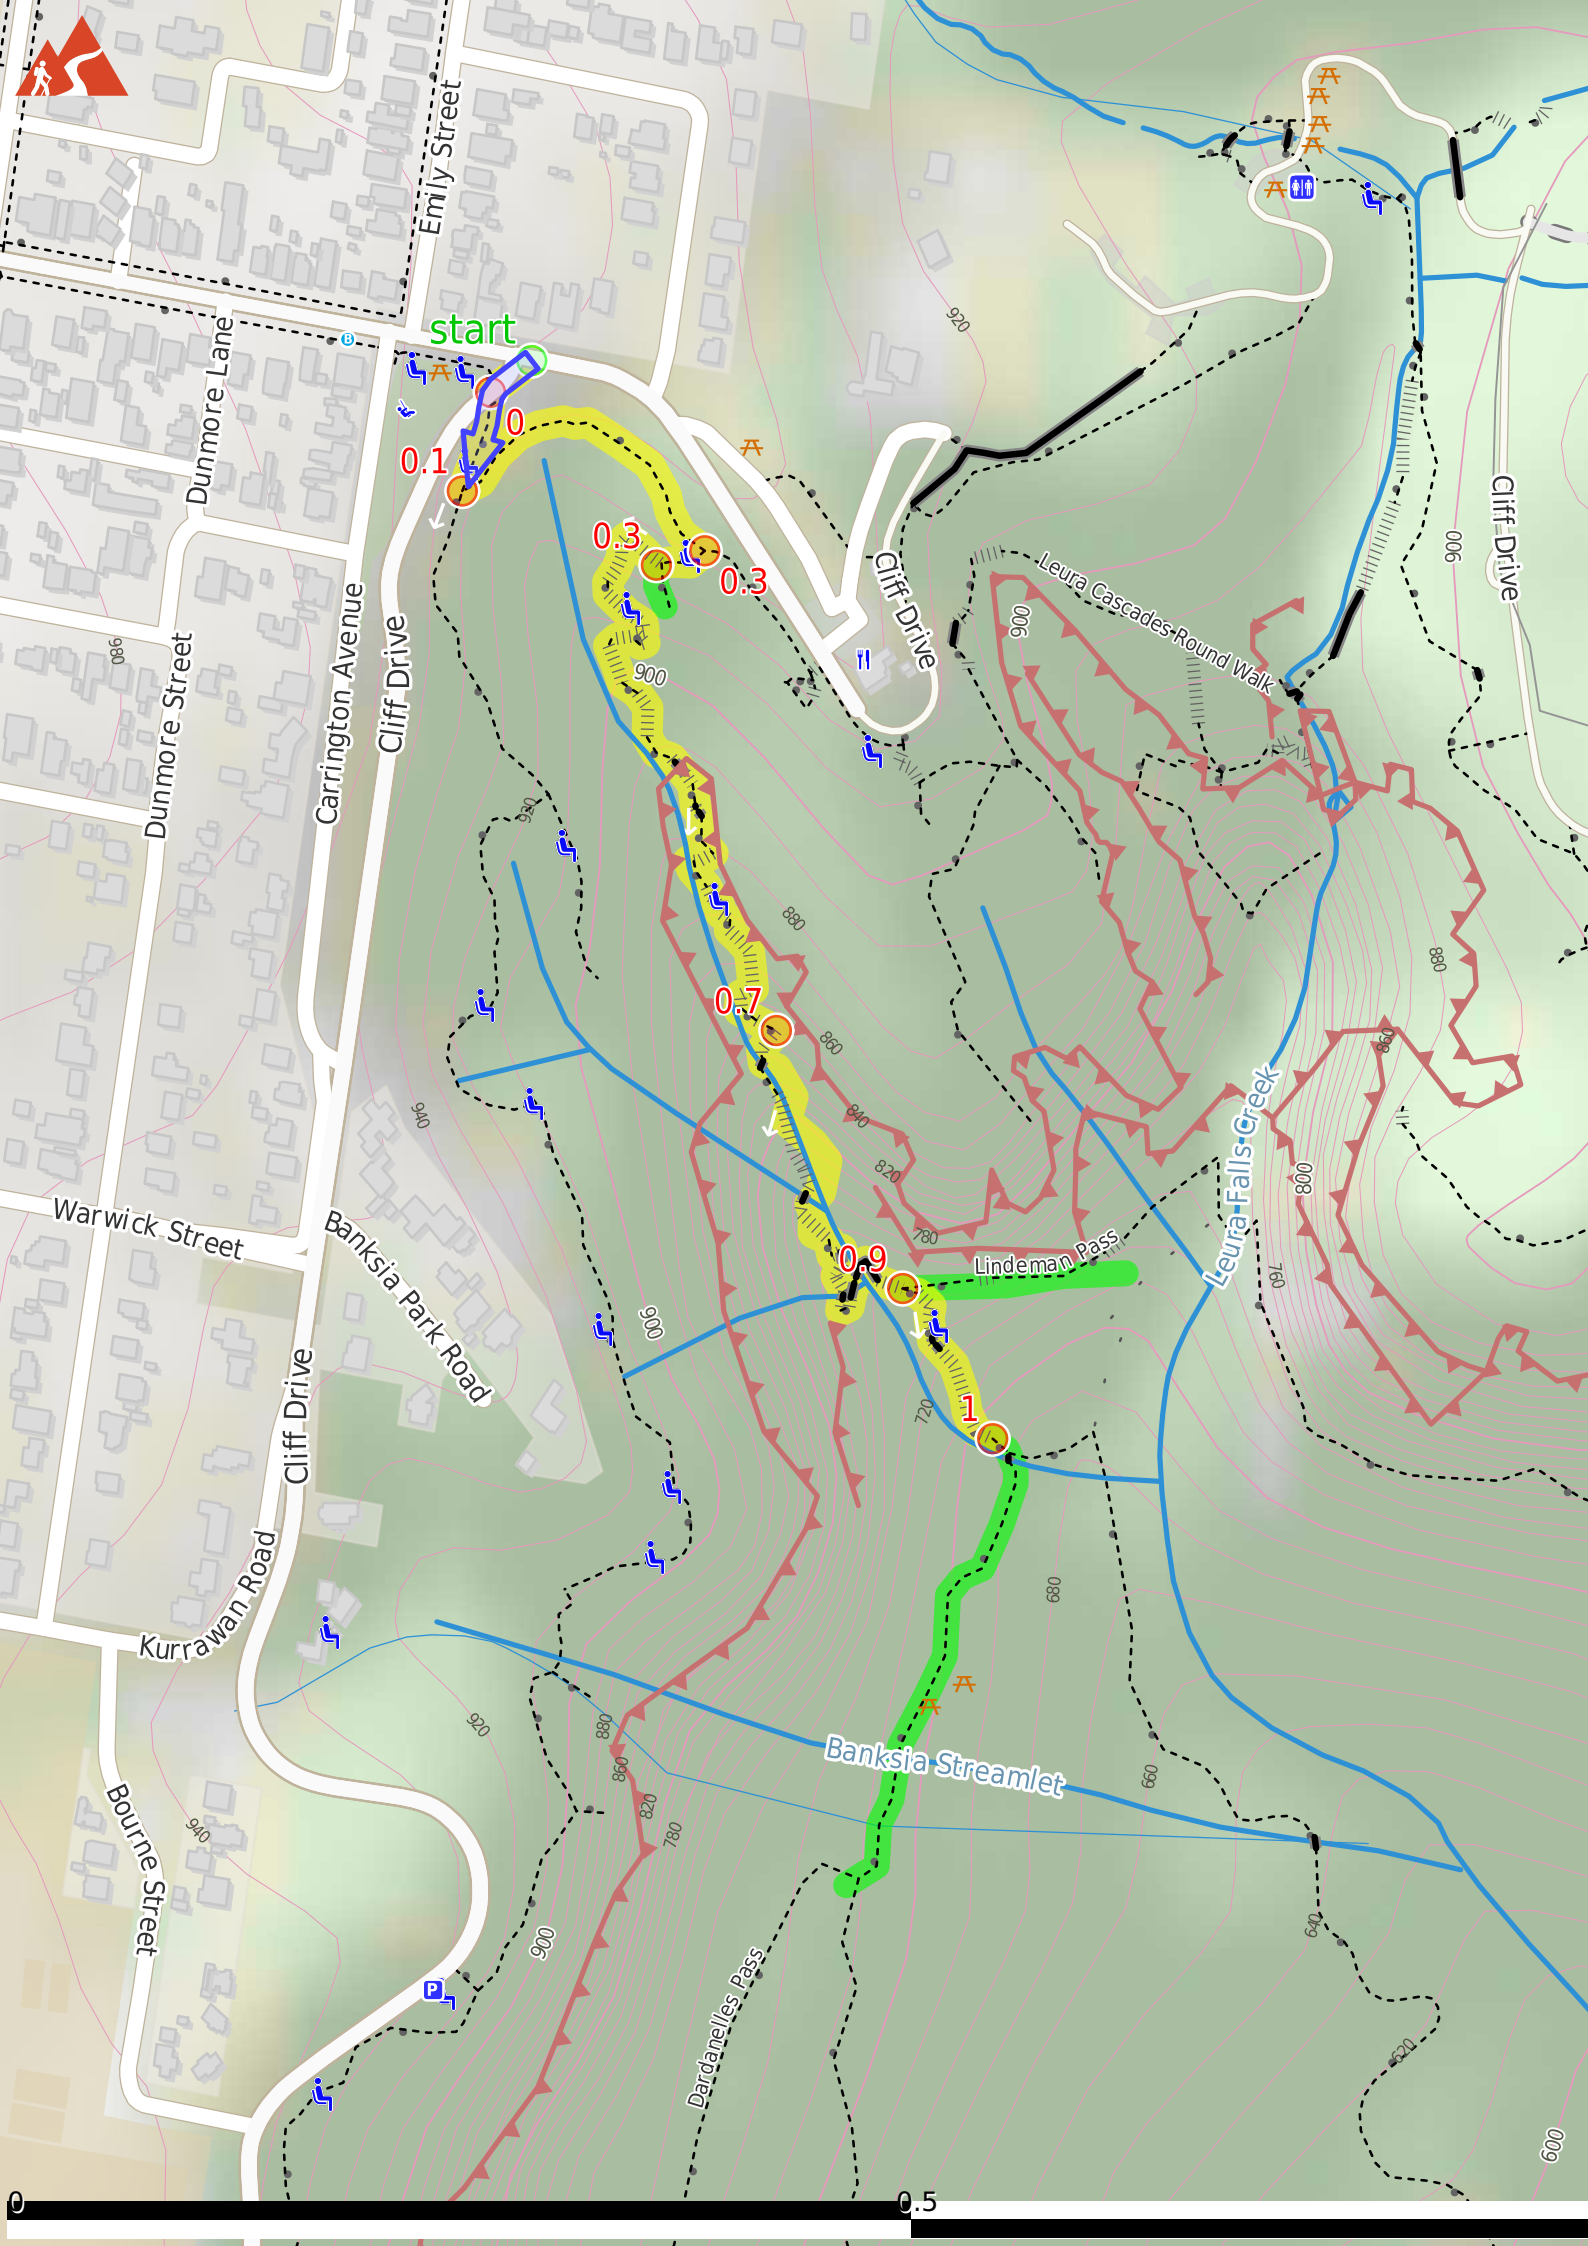 Emily Street
start
B
Dunmore Lane
0
0.1
920
0.3
0.3
Cliff Drive
Cliff Drive
900
Leura Cascades Round Walk
900
980
Dunmore Street
Carrington Avenue
Cliff Drive
900
920
880
880
0.7
860
860
940
840
Leura Falls Creek
820
800
Warwick Street
Banksia Park Road
780
Lindeman Pass
0.9
760
900
Cliff Drive
720
1
680
Kurrawan Road
920
880
860
Banksia Streamlet
660
820
780
Bourne Street
940
900
640
P
Dardanelles Pass
620
600
0
0.5